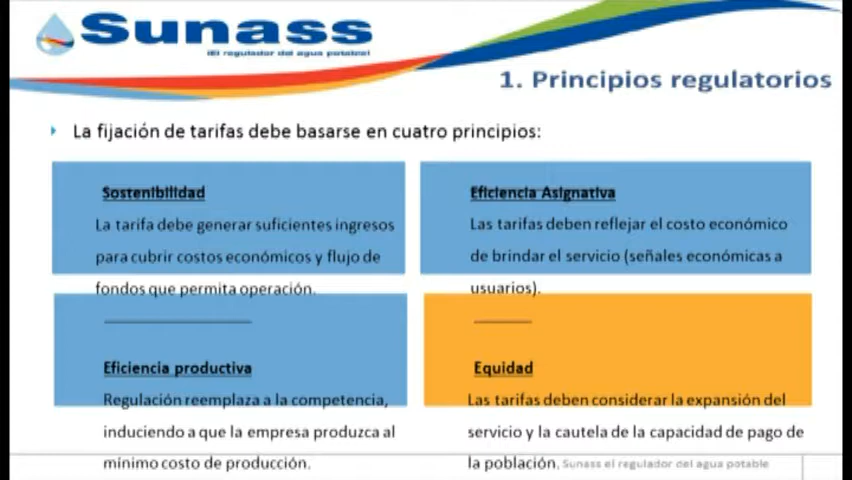 Sunass
¡El regulador del agua potable!
1. Principios regulatorios
La fijación de tarifas debe basarse en cuatro principios:
Sostenibilidad
La tarifa debe generar suficientes ingresos
para cubrir costos económicos y flujo de
fondos que permita operación.
Eficiencia Asignativa
Las tarifas deben reflejar el costo económico
de brindar el servicio (señales económicas a
usuarios).
Eficiencia productiva
Regulación reemplaza a la competencia,
induciendo a que la empresa produzca al
mínimo costo de producción.
Equidad
Las tarifas deben considerar la expansión del
servicio y la cautela de la capacidad de pago de
la población.
Sunass el regulador del agua potable